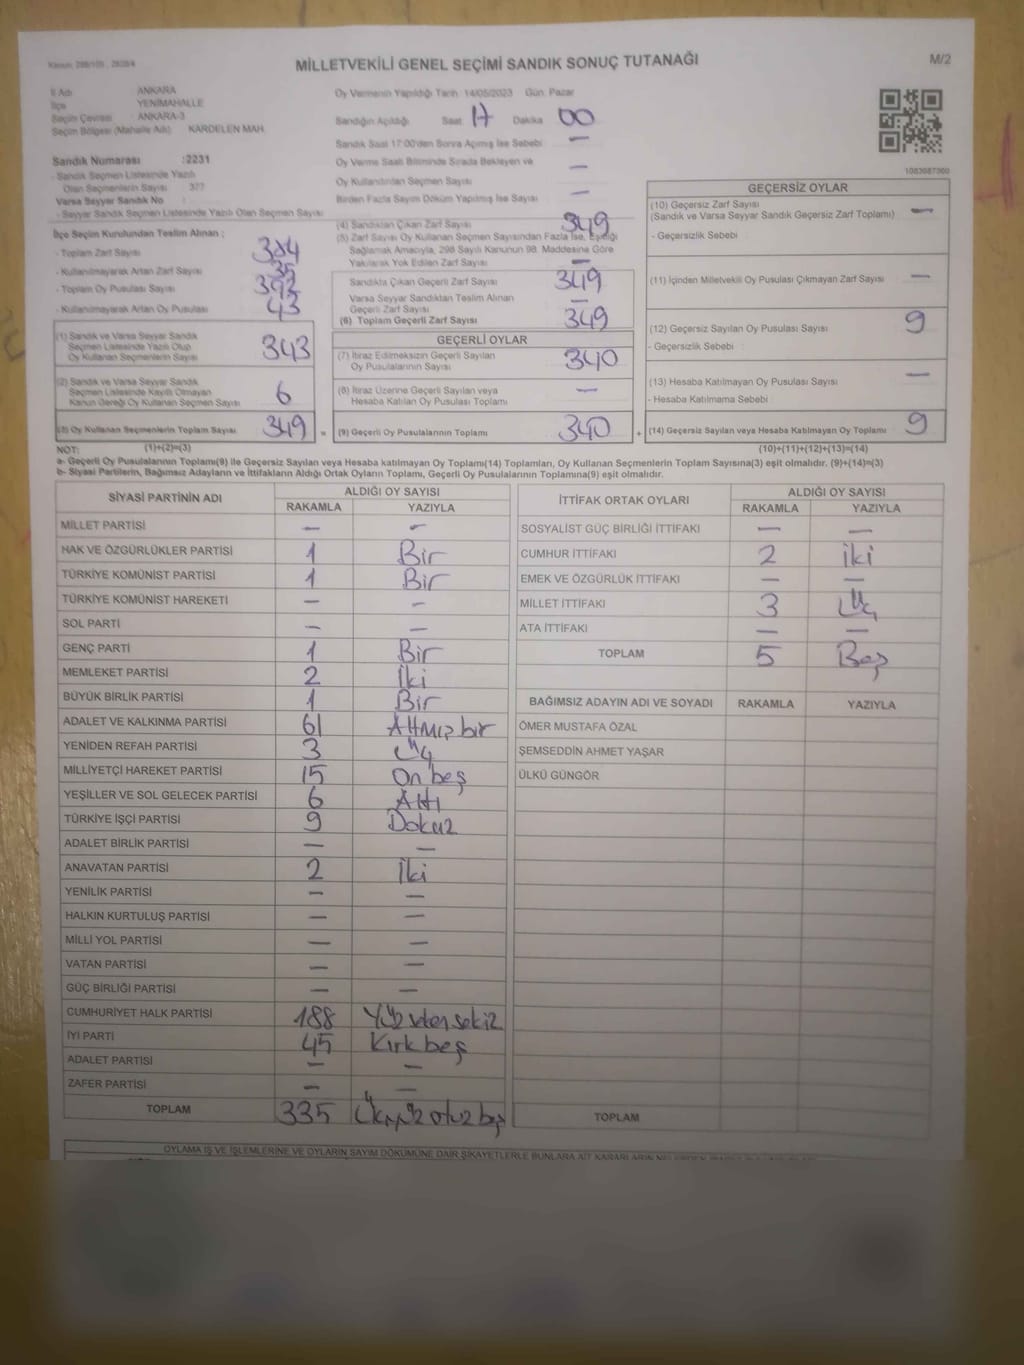 Kanun: 298/105 , 2839/4
MİLLETVEKİLİ GENEL SEÇİMİ SANDIK SONUÇ TUTANAĞI
M/2
İl Adı : ANKARA
İlçe : YENİMAHALLE
Seçim Çevresi : ANKARA-3
Seçim Bölgesi (Mahalle Adı) : KARDELEN MAH.
Oy Vermenin Yapıldığı Tarih: 14/05/2023 Gün: Pazar
Sandığın Açıldığı Saat 17 Dakika 00
Sandık Saat 17:00'den Sonra Açılmış İse Sebebi —
Oy Verme Saati Bitiminde Sırada Bekleyen ve
Oy Kullandırılan Seçmen Sayısı —
Birden Fazla Sayım Döküm Yapılmış İse Sayısı —
Sandık Numarası :2231
- Sandık Seçmen Listesinde Yazılı
Olan Seçmenlerin Sayısı : 377
Varsa Seyyar Sandık No :
- Seyyar Sandık Seçmen Listesinde Yazılı Olan Seçmen Sayısı :
İlçe Seçim Kurulundan Teslim Alınan ;
- Toplam Zarf Sayısı 384
- Kullanılmayarak Artan Zarf Sayısı 35
- Toplam Oy Pusulası Sayısı 392
- Kullanılmayarak Artan Oy Pusulası 43
(1) Sandık ve Varsa Seyyar Sandık
Seçmen Listesinde Yazılı Olup
Oy Kullanan Seçmenlerin Sayısı 343
(2) Sandık ve Varsa Seyyar Sandık
Seçmen Listesinde Kayıtlı Olmayan
Kanun Gereği Oy Kullanan Seçmen Sayısı 6
(3) Oy Kullanan Seçmenlerin Toplam Sayısı 349 =
(4) Sandıktan Çıkan Zarf Sayısı 349
(5) Zarf Sayısı Oy Kullanan Seçmen Sayısından Fazla İse, Eşitliği
Sağlamak Amacıyla, 298 Sayılı Kanunun 98. Maddesine Göre
Yakılarak Yok Edilen Zarf Sayısı —
Sandıkta Çıkan Geçerli Zarf Sayısı 349
Varsa Seyyar Sandıktan Teslim Alınan
Geçerli Zarf Sayısı —
(6) Toplam Geçerli Zarf Sayısı 349
GEÇERLİ OYLAR
(7) İtiraz Edilmeksizin Geçerli Sayılan
Oy Pusulalarının Sayısı 340
(8) İtiraz Üzerine Geçerli Sayılan veya
Hesaba Katılan Oy Pusulası Toplamı —
(9) Geçerli Oy Pusulalarının Toplamı 340 +
1083687360
GEÇERSİZ OYLAR
(10) Geçersiz Zarf Sayısı —
(Sandık ve Varsa Seyyar Sandık Geçersiz Zarf Toplamı)
- Geçersizlik Sebebi :
(11) İçinden Milletvekili Oy Pusulası Çıkmayan Zarf Sayısı —
(12) Geçersiz Sayılan Oy Pusulası Sayısı 9
- Geçersizlik Sebebi :
(13) Hesaba Katılmayan Oy Pusulası Sayısı —
- Hesaba Katılmama Sebebi :
(14) Geçersiz Sayılan veya Hesaba Katılmayan Oy Toplamı 9
NOT: (1)+(2)=(3) (10)+(11)+(12)+(13)=(14)
a- Geçerli Oy Pusulalarının Toplamı(9) ile Geçersiz Sayılan veya Hesaba katılmayan Oy Toplamı(14) Toplamları, Oy Kullanan Seçmenlerin Toplam Sayısına(3) eşit olmalıdır. (9)+(14)=(3)
b- Siyasi Partilerin, Bağımsız Adayların ve İttifakların Aldığı Ortak Oyların Toplamı, Geçerli Oy Pusulalarının Toplamına(9) eşit olmalıdır.
SİYASİ PARTİNİN ADI ALDIĞI OY SAYISI
RAKAMLA YAZIYLA
MİLLET PARTİSİ — —
HAK VE ÖZGÜRLÜKLER PARTİSİ 1 Bir
TÜRKİYE KOMÜNİST PARTİSİ 1 Bir
TÜRKİYE KOMÜNİST HAREKETİ — —
SOL PARTİ — —
GENÇ PARTİ 1 Bir
MEMLEKET PARTİSİ 2 İki
BÜYÜK BİRLİK PARTİSİ 1 Bir
ADALET VE KALKINMA PARTİSİ 61 Altmış bir
YENİDEN REFAH PARTİSİ 3 Üç
MİLLİYETÇİ HAREKET PARTİSİ 15 On beş
YEŞİLLER VE SOL GELECEK PARTİSİ 6 Altı
TÜRKİYE İŞÇİ PARTİSİ 9 Dokuz
ADALET BİRLİK PARTİSİ — —
ANAVATAN PARTİSİ 2 İki
YENİLİK PARTİSİ — —
HALKIN KURTULUŞ PARTİSİ — —
MİLLİ YOL PARTİSİ — —
VATAN PARTİSİ — —
GÜÇ BİRLİĞİ PARTİSİ — —
CUMHURİYET HALK PARTİSİ 188 Yüz seksen sekiz
İYİ PARTİ 45 Kırk beş
ADALET PARTİSİ — —
ZAFER PARTİSİ — —
TOPLAM 335 Üçyüz otuz beş
İTTİFAK ORTAK OYLARI ALDIĞI OY SAYISI
RAKAMLA YAZIYLA
SOSYALİST GÜÇ BİRLİĞİ İTTİFAKI — —
CUMHUR İTTİFAKI 2 İki
EMEK VE ÖZGÜRLÜK İTTİFAKI — —
MİLLET İTTİFAKI 3 Üç
ATA İTTİFAKI — —
TOPLAM 5 Beş
BAĞIMSIZ ADAYIN ADI VE SOYADI RAKAMLA YAZIYLA
ÖMER MUSTAFA ÖZAL
ŞEMSEDDİN AHMET YAŞAR
ÜLKÜ GÜNGÖR
TOPLAM
OYLAMA İŞ VE İŞLEMLERİNE VE OYLARIN SAYIM DÖKÜMÜNE DAİR ŞİKAYETLERLE BUNLARA AİT KARARLARIN